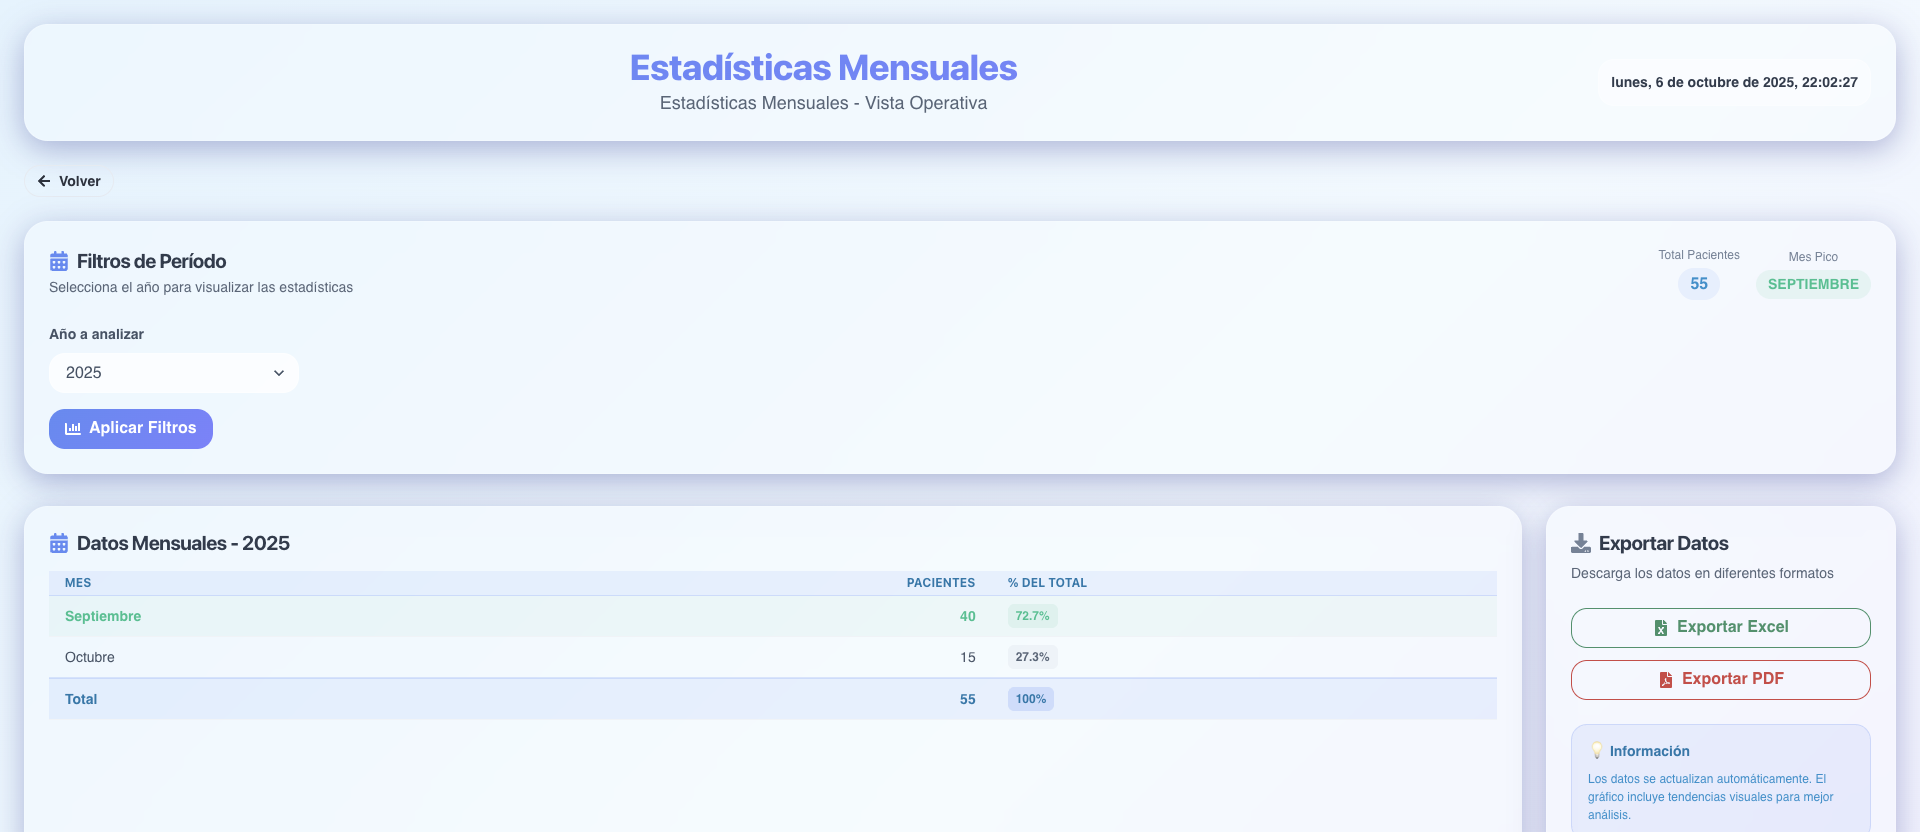 Estadísticas Mensuales
Estadísticas Mensuales - Vista Operativa
lunes, 6 de octubre de 2025, 22:02:27
Volver
Filtros de Período
Selecciona el año para visualizar las estadísticas
Total Pacientes
55
Mes Pico
SEPTIEMBRE
Año a analizar
2025
Aplicar Filtros
Datos Mensuales - 2025
MES PACIENTES % DEL TOTAL
Septiembre 40 72.7%
Octubre 15 27.3%
Total 55 100%
Exportar Datos
Descarga los datos en diferentes formatos
Exportar Excel
Exportar PDF
Información
Los datos se actualizan automáticamente. El
gráfico incluye tendencias visuales para mejor
análisis.